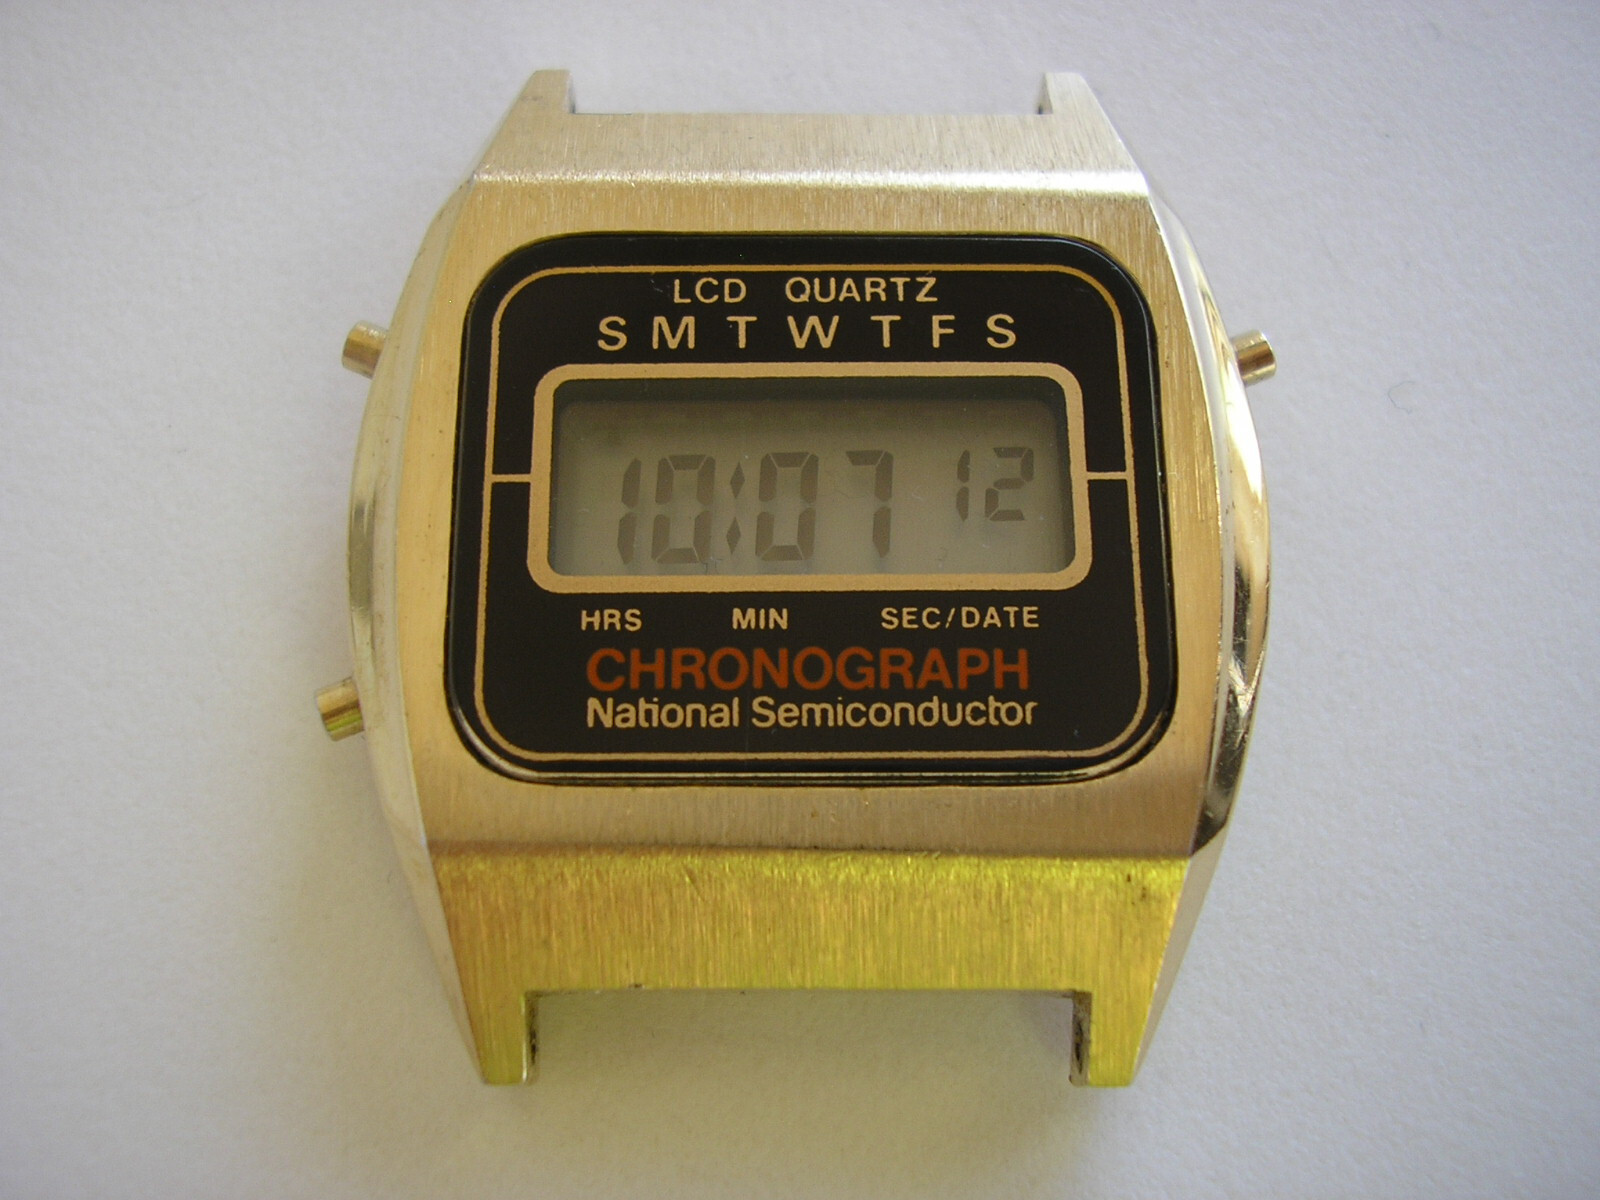 LCD QUARTZ
S M T W T F S
10:07 12
HRS MIN SEC/DATE
CHRONOGRAPH
National Semiconductor